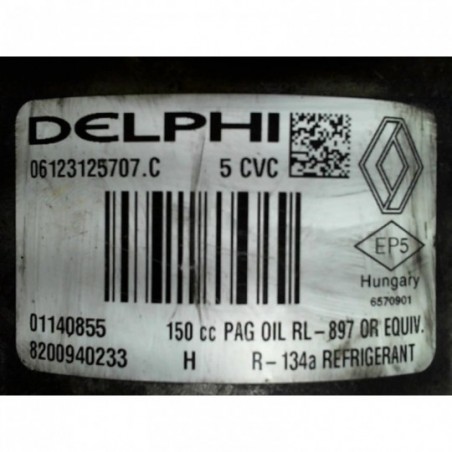 DELPHI
06123125707.C 5 CVC
EP5
Hungary
6570901
01140855 150 cc PAG OIL RL-897 OR EQUIV.
8200940233 H R-134a REFRIGERANT